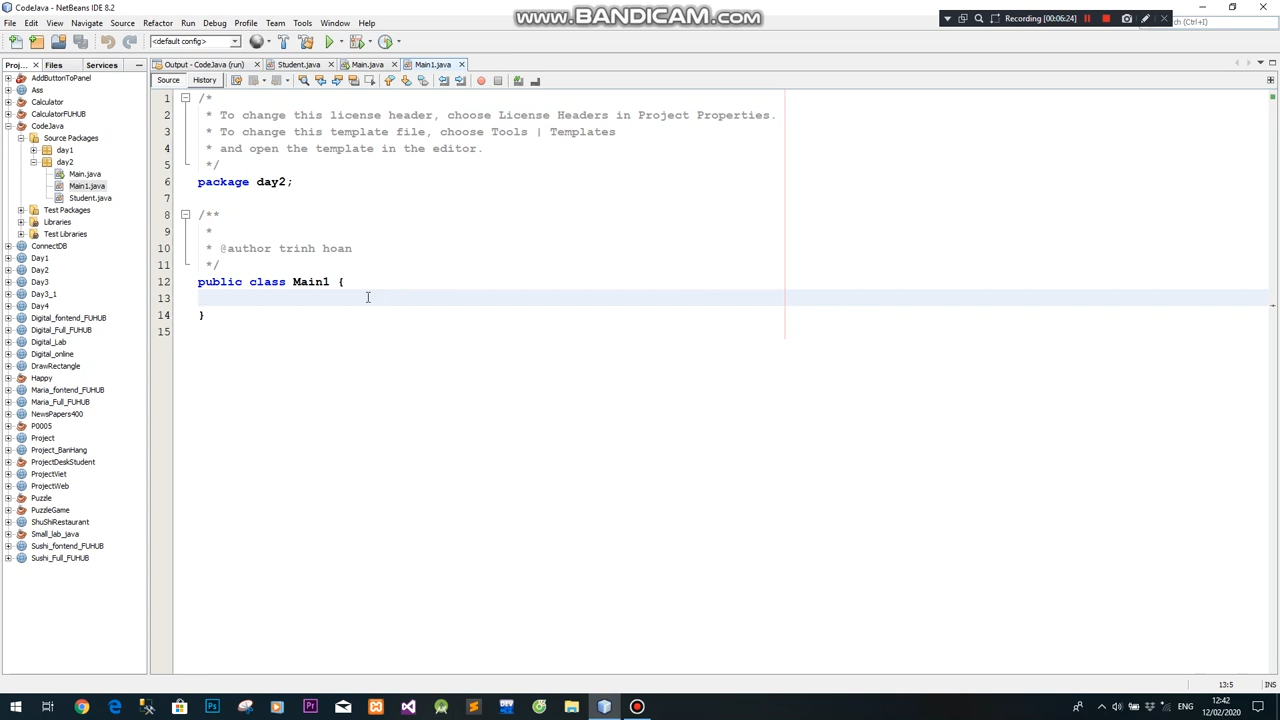 CodeJava - NetBeans IDE 8.2
www.BANDICAM.com
Recording [00:06:24]
File Edit View Navigate Source Refactor Run Debug Profile Team Tools Window Help
ch (Ctrl+I)
<default config>
Proj... Files Services
Output - CodeJava (run) Student.java Main.java Main1.java
Source History
AddButtonToPanel
Ass
Calculator
CalculatorFUHUB
CodeJava
Source Packages
day1
day2
Main.java
Main1.java
Student.java
Test Packages
Libraries
Test Libraries
ConnectDB
Day1
Day2
Day3
Day3_1
Day4
Digital_fontend_FUHUB
Digital_Full_FUHUB
Digital_Lab
Digital_online
DrawRectangle
Happy
Maria_fontend_FUHUB
Maria_Full_FUHUB
NewsPapers400
P0005
Project
Project_BanHang
ProjectDeskStudent
ProjectViet
ProjectWeb
Puzzle
PuzzleGame
ShuShiRestaurant
Small_lab_java
Sushi_fontend_FUHUB
Sushi_Full_FUHUB
1 /*
2 * To change this license header, choose License Headers in Project Properties.
3 * To change this template file, choose Tools | Templates
4 * and open the template in the editor.
5 */
6 package day2;
7
8 /**
9 *
10 * @author trinh hoan
11 */
12 public class Main1 {
13
14 }
15
13:5 INS
ENG
12:42
12/02/2020